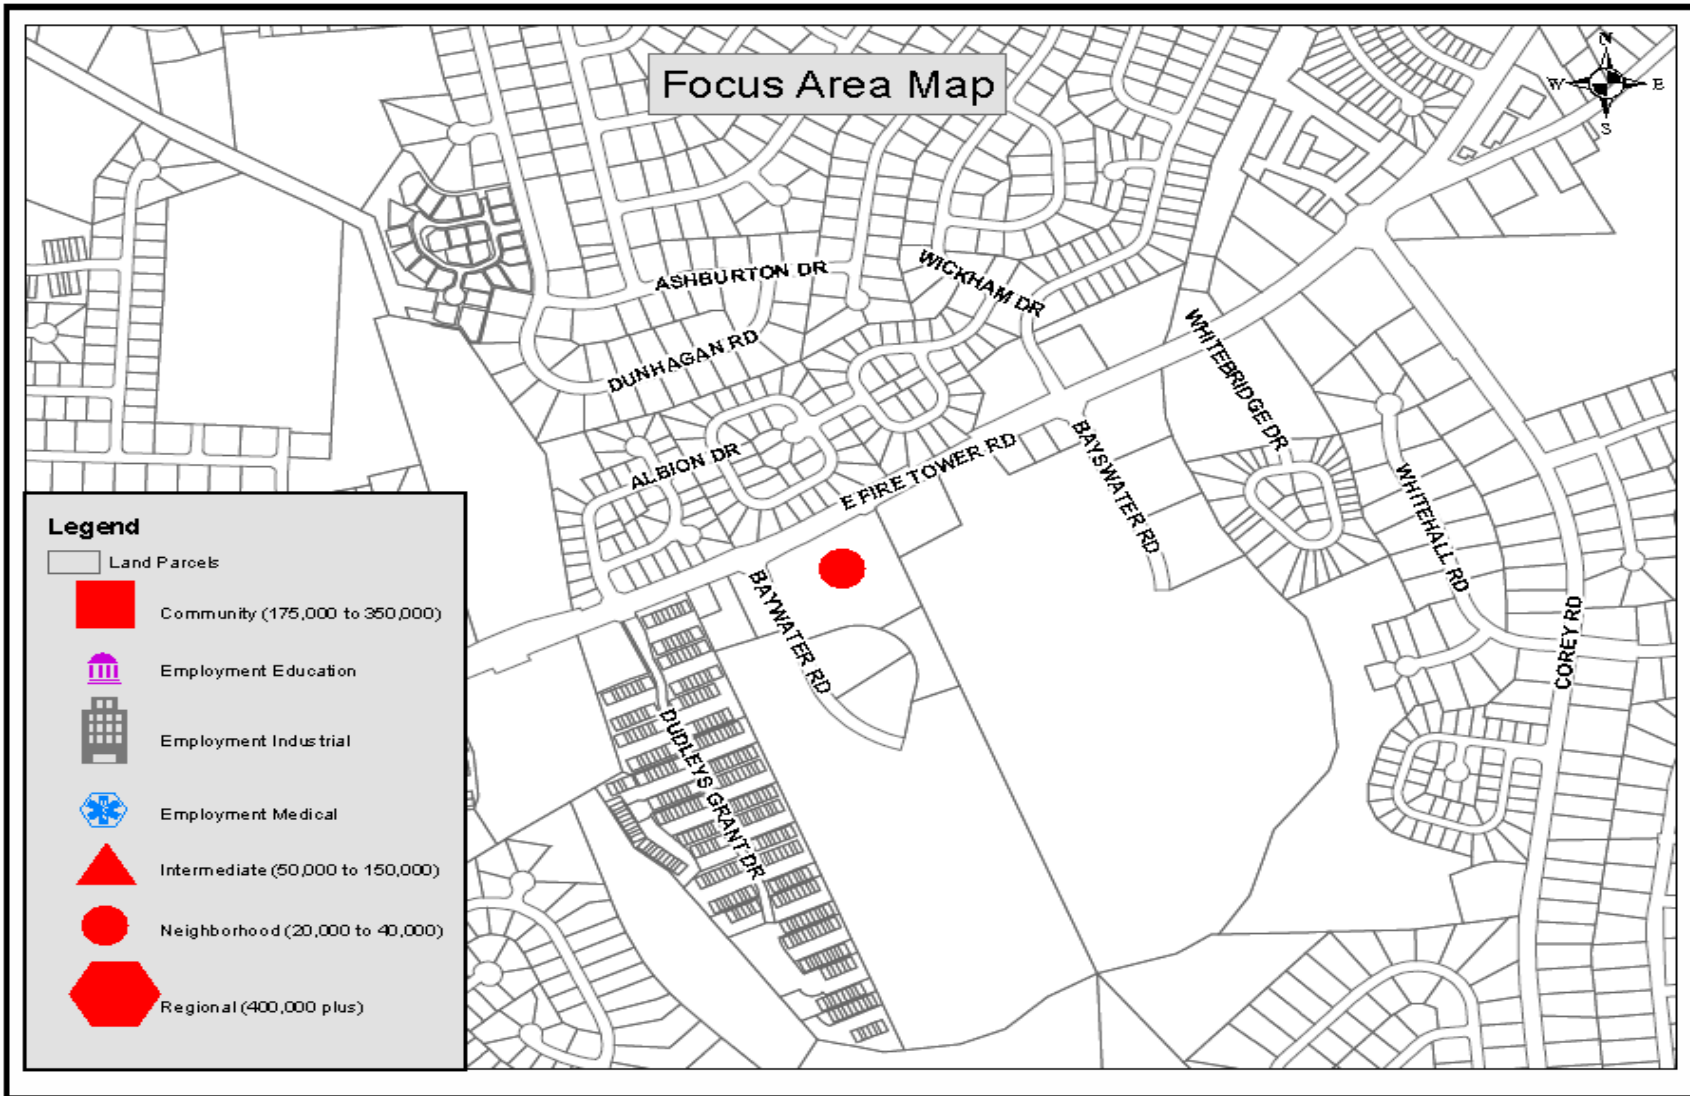 Focus Area Map
N
W E
S
ASHBURTON DR
WICKHAM DR
DUNHAGAN RD
WHITEBRIDGE DR
ALBION DR
E FIRE TOWER RD
BAYSWATER RD
WHITEHALL RD
BAYWATER RD
COREY RD
DUDLEYS GRANT DR
Legend
Land Parcels
Community (175,000 to 350,000)
Employment Education
Employment Industrial
Employment Medical
Intermediate (50,000 to 150,000)
Neighborhood (20,000 to 40,000)
Regional (400,000 plus)